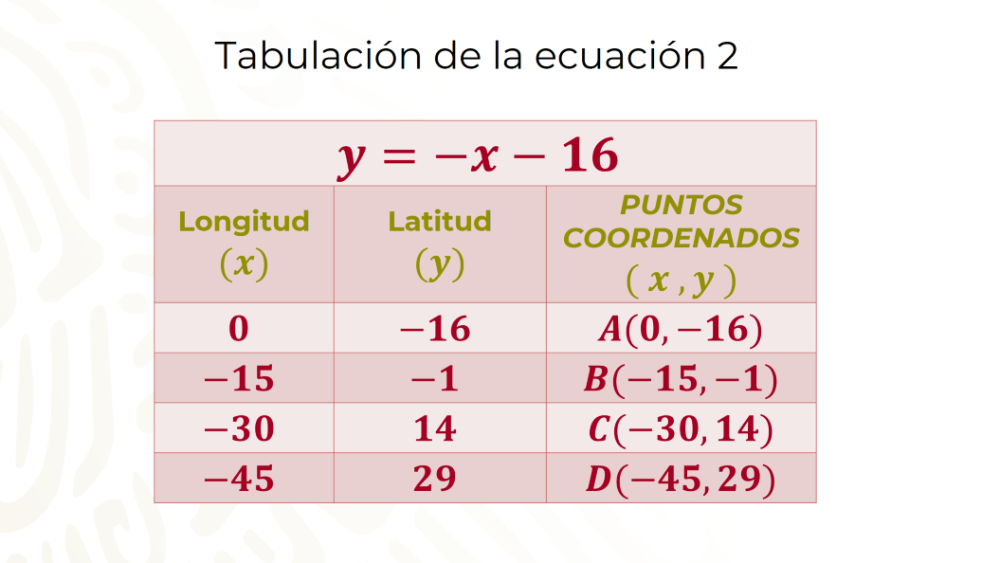 Tabulación de la ecuación 2
y = −x − 16
Longitud
(x)
Latitud
(y)
PUNTOS
COORDENADOS
( x , y )
0
−16
A(0, −16)
−15
−1
B(−15, −1)
−30
14
C(−30, 14)
−45
29
D(−45, 29)